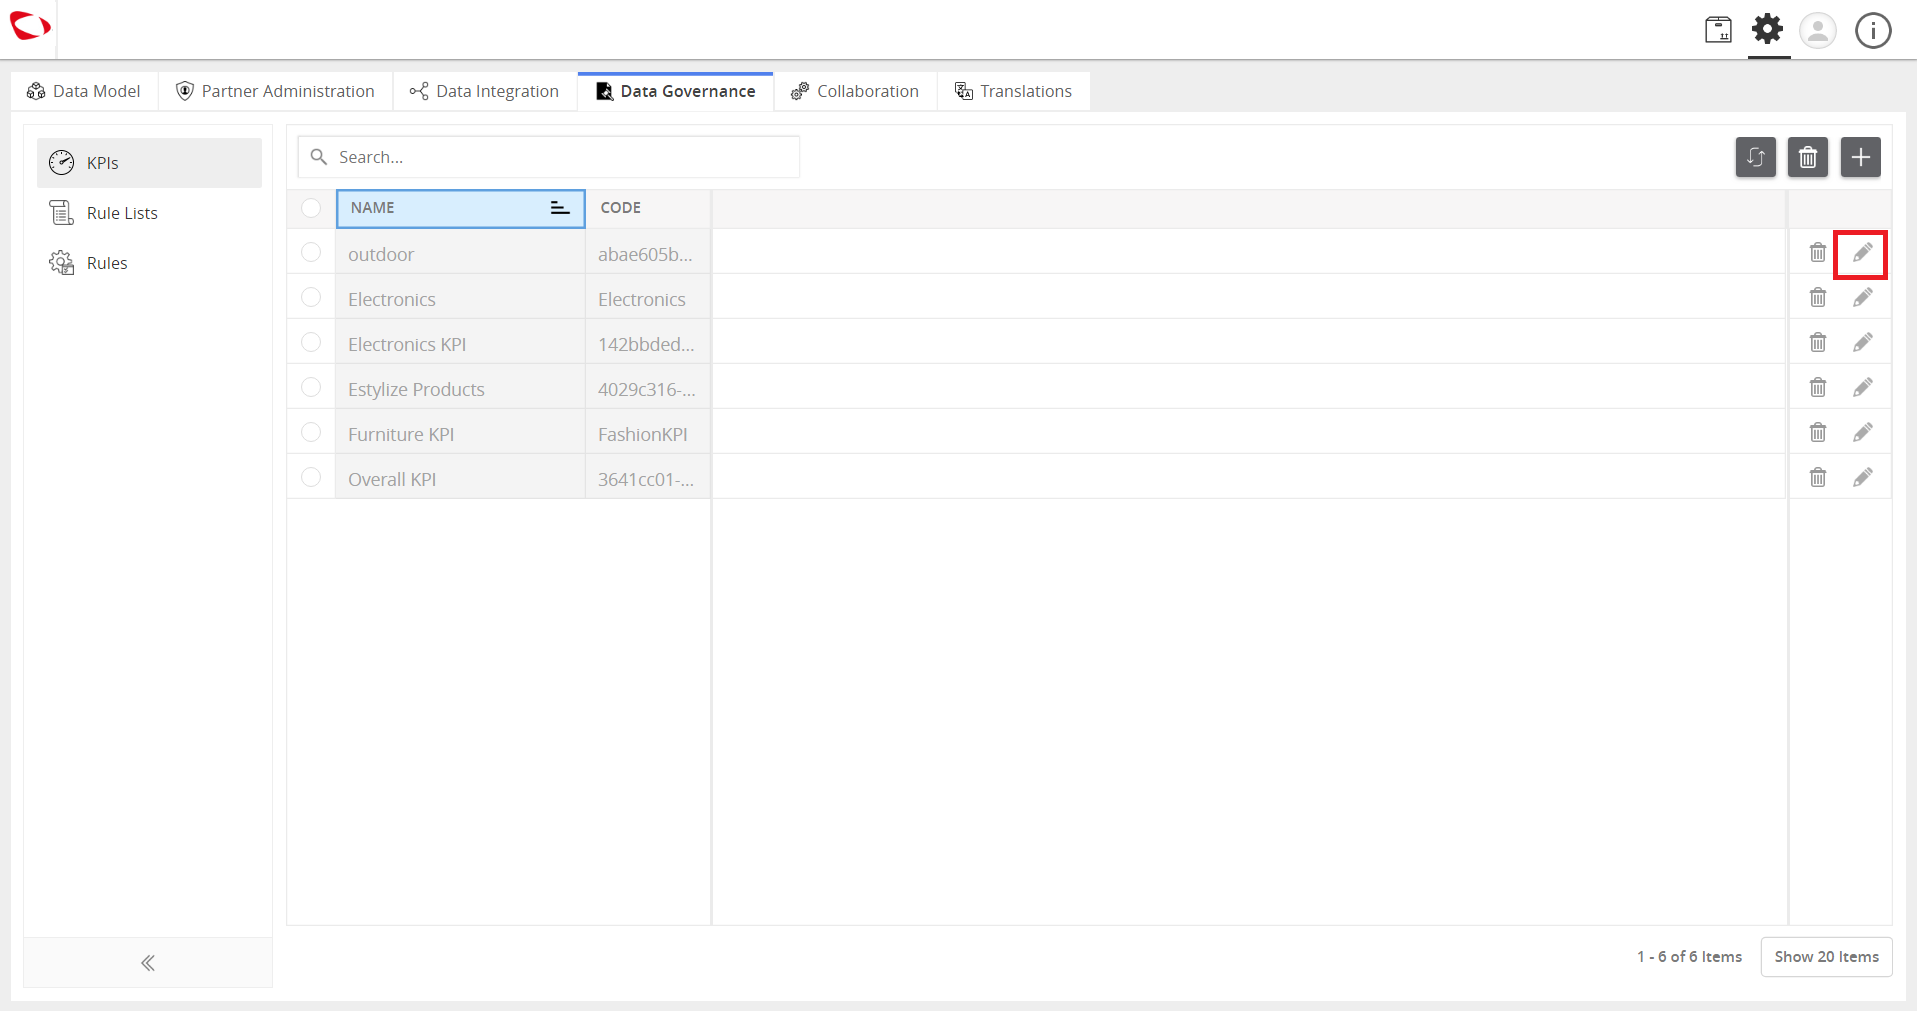 Data Model
Partner Administration
Data Integration
Data Governance
Collaboration
Translations
KPIs
Rule Lists
Rules
Search...
NAME
CODE
outdoor
abae605b...
Electronics
Electronics
Electronics KPI
142bbded...
Estylize Products
4029c316-...
Furniture KPI
FashionKPI
Overall KPI
3641cc01-...
1 - 6 of 6 Items
Show 20 Items